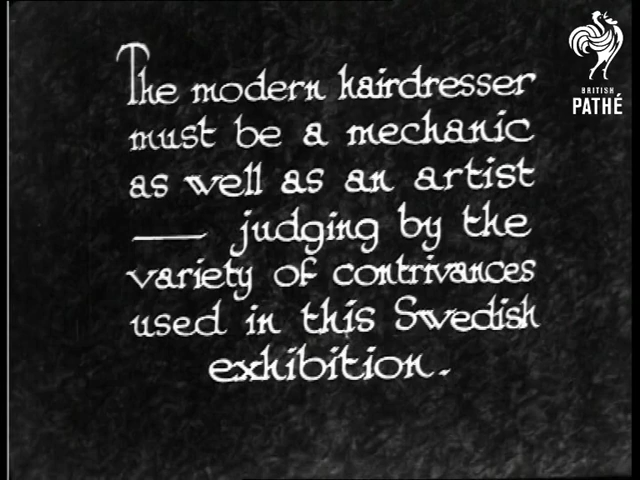 BRITISH
PATHÉ
The modern hairdresser
must be a mechanic
as well as an artist
— judging by the
variety of contrivances
used in this Swedish
exhibition.